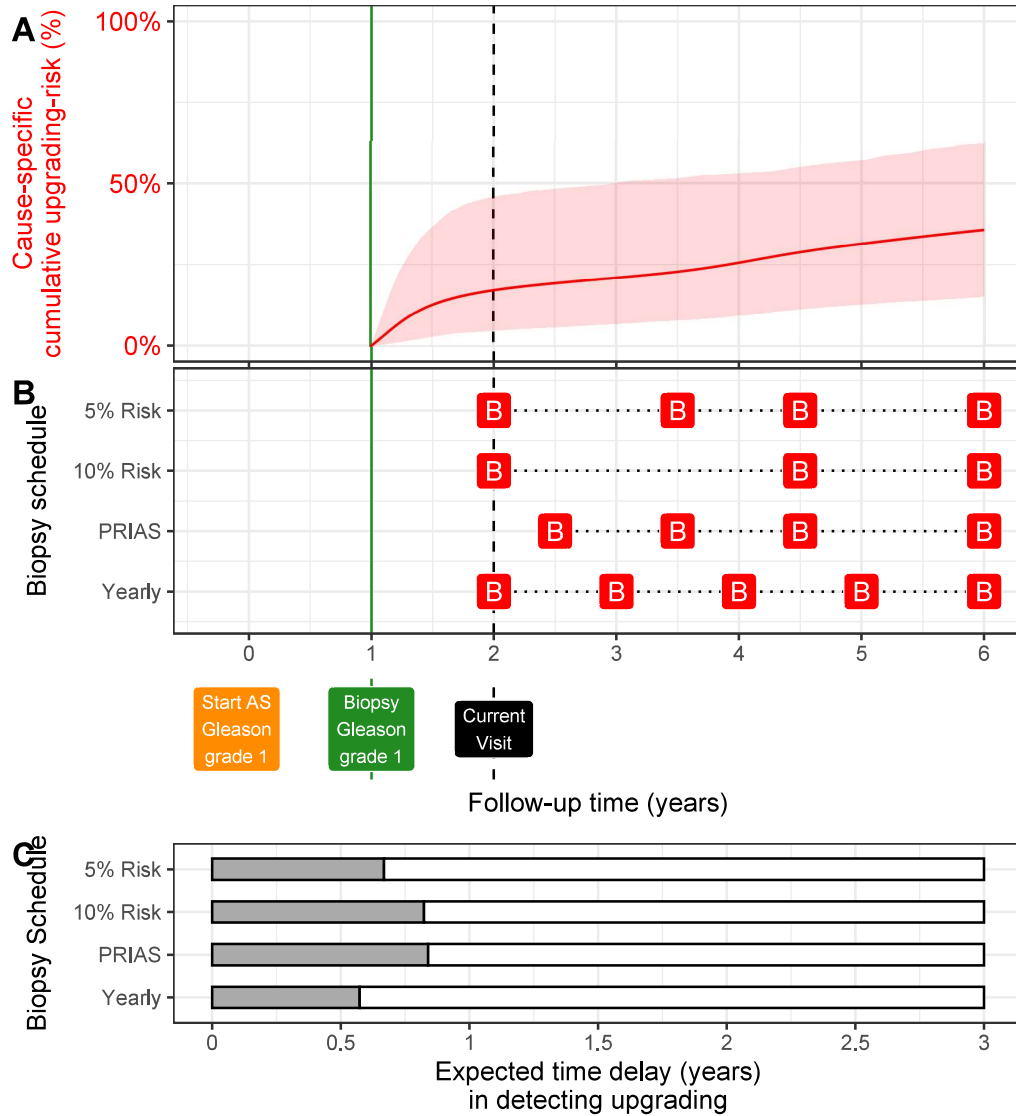 A
Cause-specific
cumulative upgrading-risk (%)
100%
50%
0%
B
Biopsy schedule
5% Risk
B B B B
10% Risk
B B B
PRIAS
B B B B
Yearly
B B B B B
0 1 2 3 4 5 6
Start AS
Gleason
grade 1
Biopsy
Gleason
grade 1
Current
Visit
Follow-up time (years)
C
Biopsy Schedule
5% Risk
10% Risk
PRIAS
Yearly
0 0.5 1 1.5 2 2.5 3
Expected time delay (years)
in detecting upgrading